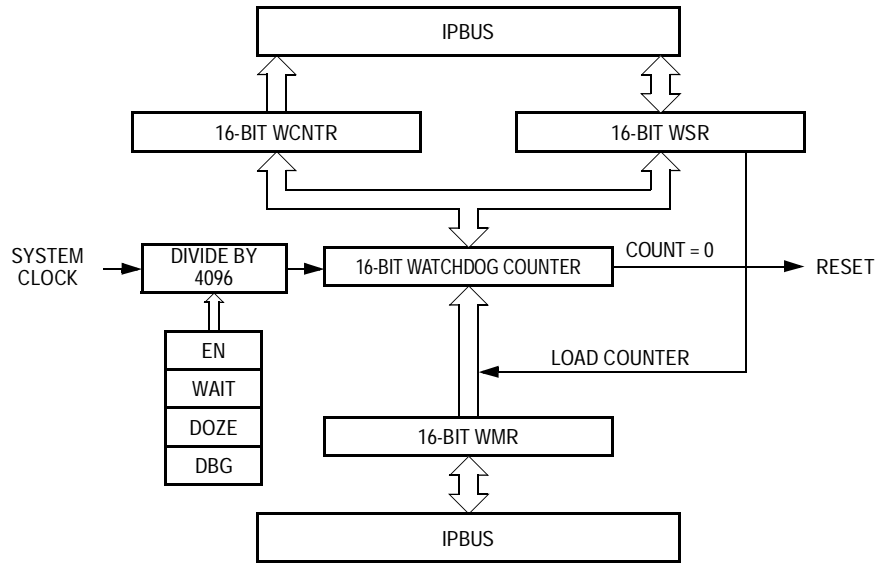 IPBUS
16-BIT WCNTR
16-BIT WSR
SYSTEM
CLOCK
DIVIDE BY
4096
16-BIT WATCHDOG COUNTER
COUNT = 0
RESET
EN
WAIT
DOZE
DBG
LOAD COUNTER
16-BIT WMR
IPBUS